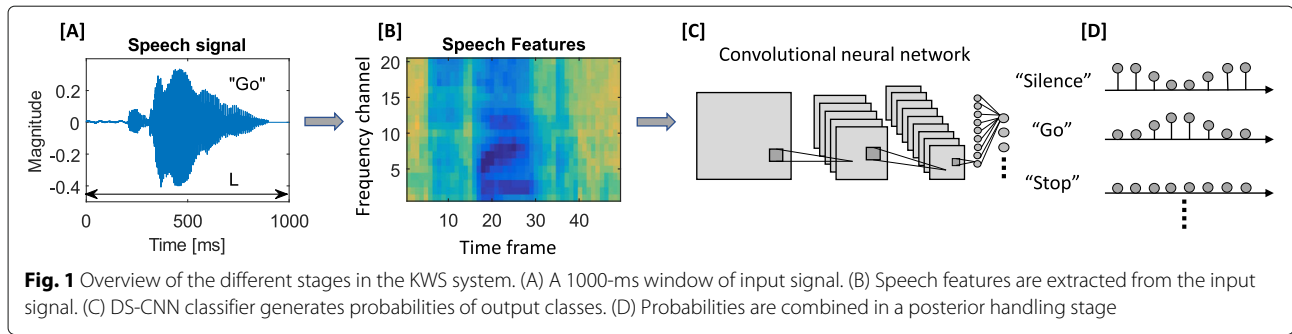 [A]
Speech signal
"Go"
Magnitude
0.2
0
-0.2
-0.4
L
0 500 1000
Time [ms]
[B]
Speech Features
Frequency channel
20
15
10
5
10 20 30 40
Time frame
[C]
Convolutional neural network
[D]
“Silence”
“Go”
“Stop”
Fig. 1 Overview of the different stages in the KWS system. (A) A 1000-ms window of input signal. (B) Speech features are extracted from the input
signal. (C) DS-CNN classifier generates probabilities of output classes. (D) Probabilities are combined in a posterior handling stage